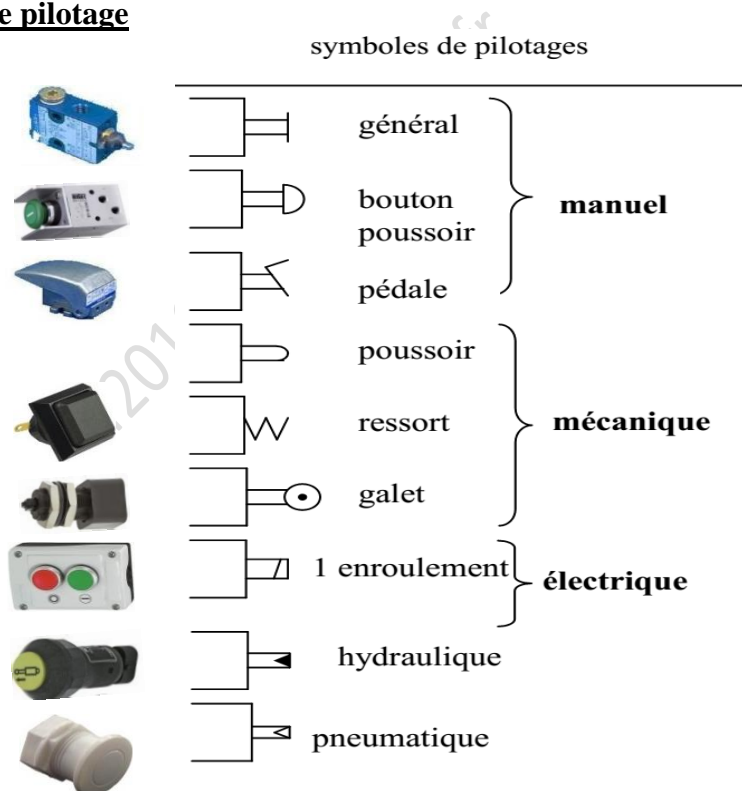 e pilotage
symboles de pilotages
général
bouton
poussoir
manuel
pédale
poussoir
ressort
mécanique
galet
1 enroulement
électrique
hydraulique
pneumatique